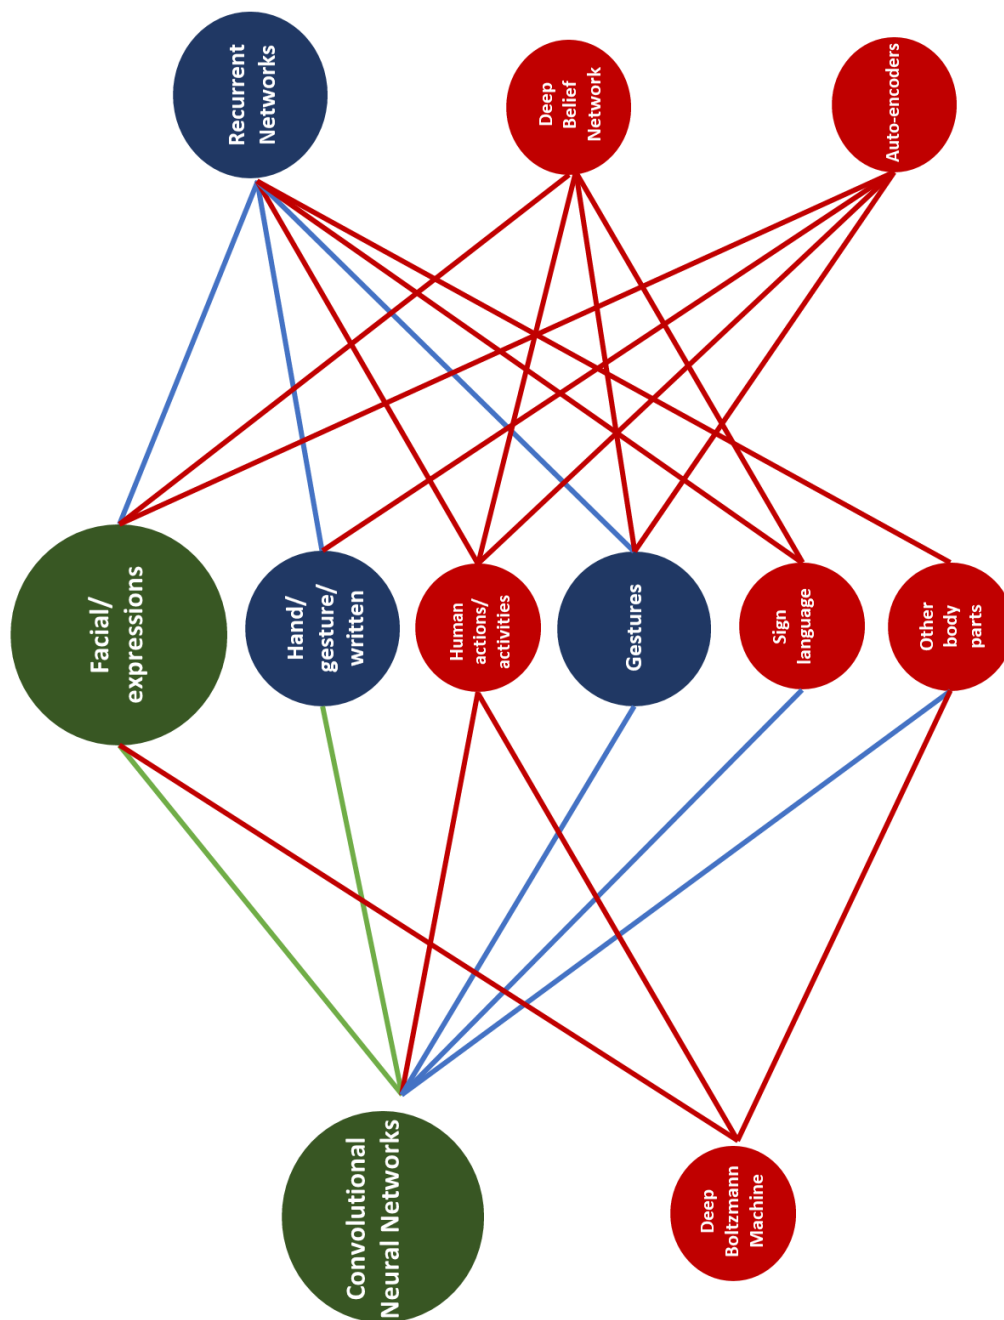 Recurrent
Networks
Deep
Belief
Network
Auto-encoders
Facial/
expressions
Hand/
gesture/
written
Human
actions/
activities
Gestures
Sign
language
Other
body
parts
Convolutional
Neural Networks
Deep
Boltzmann
Machine